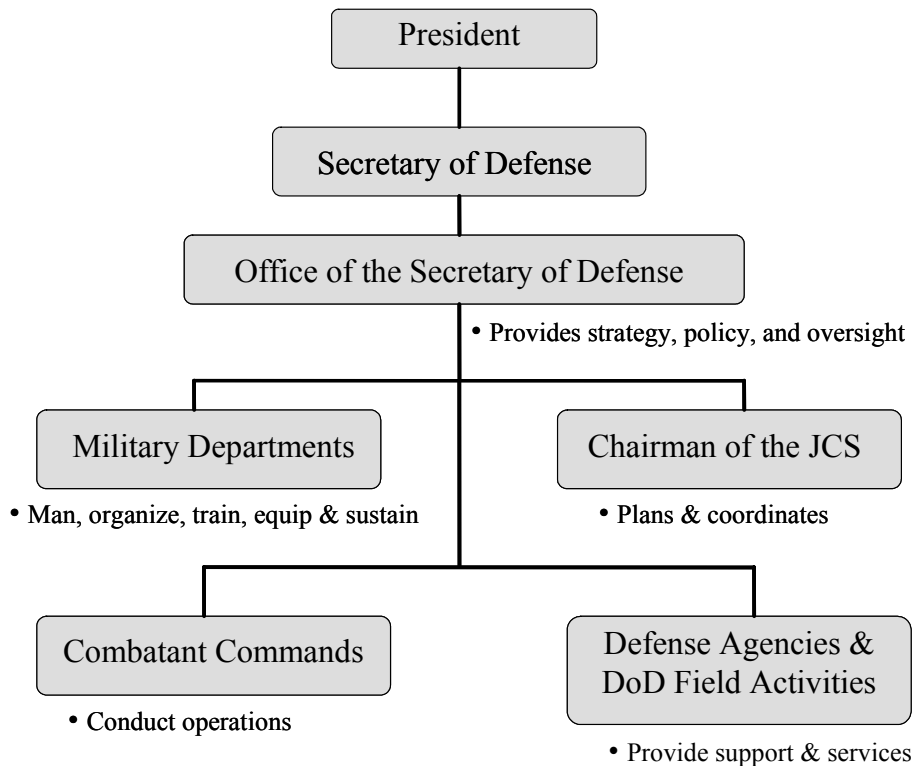 President
Secretary of Defense
Office of the Secretary of Defense
• Provides strategy, policy, and oversight
Military Departments
• Man, organize, train, equip & sustain
Chairman of the JCS
• Plans & coordinates
Combatant Commands
• Conduct operations
Defense Agencies &
DoD Field Activities
• Provide support & services